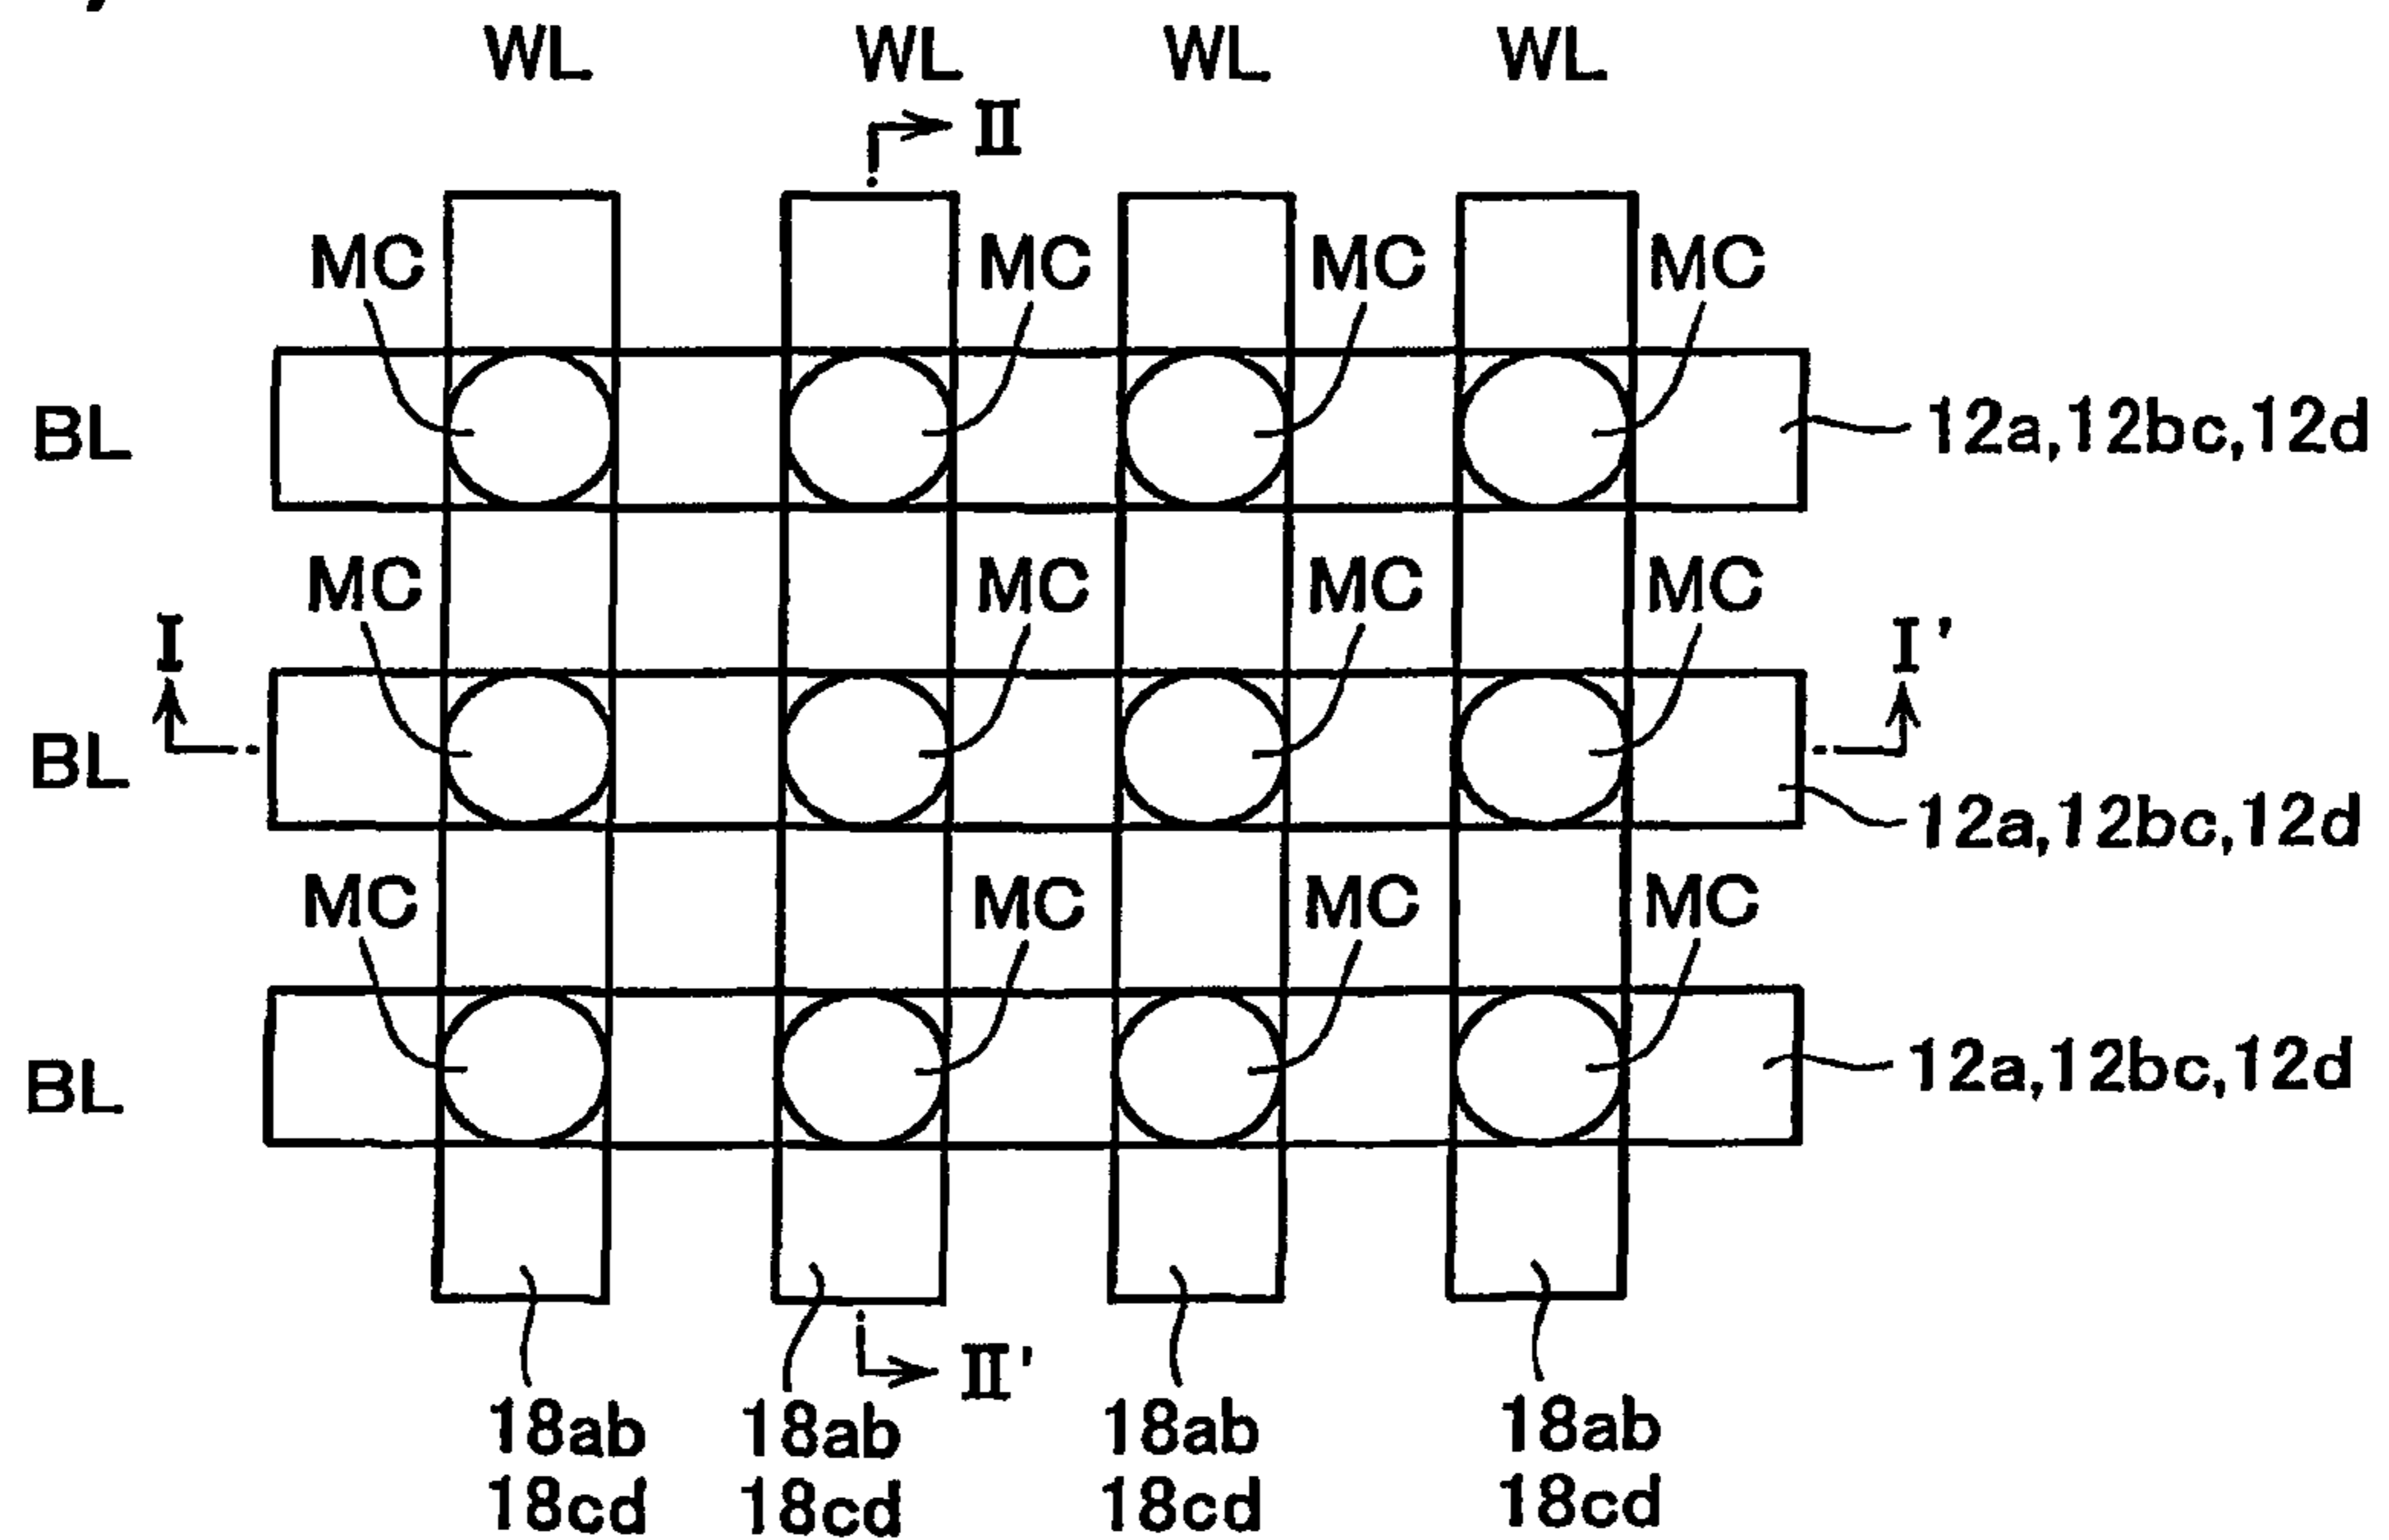 WL WL WL WL
II
MC MC MC MC
BL 12a,12bc,12d
MC MC MC MC
I I'
BL 12a,12bc,12d
MC MC MC MC
BL 12a,12bc,12d
II'
18ab 18ab 18ab 18ab
18cd 18cd 18cd 18cd